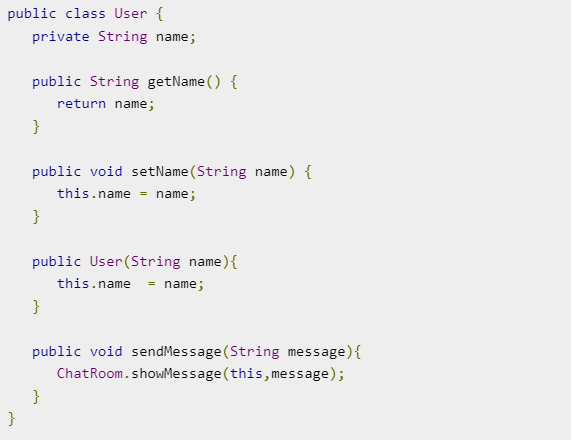 public class User {
   private String name;

   public String getName() {
      return name;
   }

   public void setName(String name) {
      this.name = name;
   }

   public User(String name){
      this.name  = name;
   }

   public void sendMessage(String message){
      ChatRoom.showMessage(this,message);
   }
}